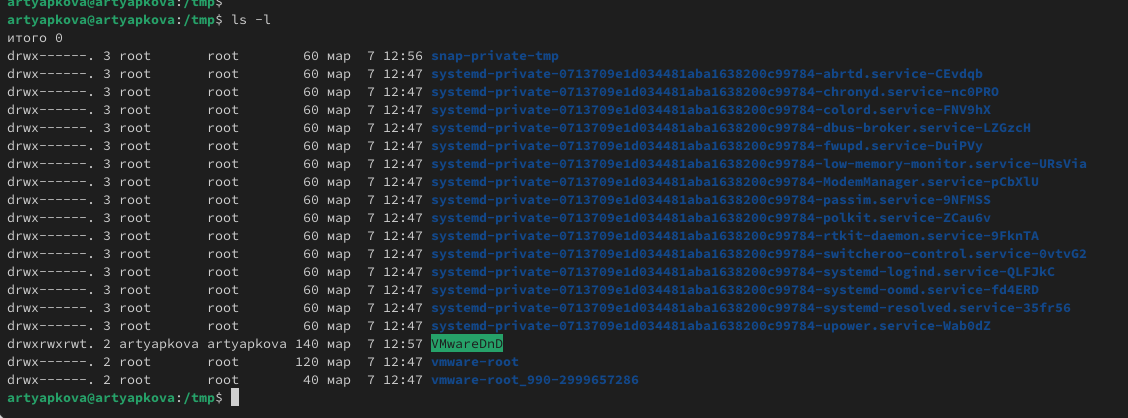 artyapkova@artyapkova:/tmp$
artyapkova@artyapkova:/tmp$ ls -l
итого 0
drwx------. 3 root       root        60 мар  7 12:56 snap-private-tmp
drwx------. 3 root       root        60 мар  7 12:47 systemd-private-0713709e1d034481aba1638200c99784-abrtd.service-CEvdqb
drwx------. 3 root       root        60 мар  7 12:47 systemd-private-0713709e1d034481aba1638200c99784-chronyd.service-nc0PRO
drwx------. 3 root       root        60 мар  7 12:47 systemd-private-0713709e1d034481aba1638200c99784-colord.service-FNV9hX
drwx------. 3 root       root        60 мар  7 12:47 systemd-private-0713709e1d034481aba1638200c99784-dbus-broker.service-LZGzcH
drwx------. 3 root       root        60 мар  7 12:47 systemd-private-0713709e1d034481aba1638200c99784-fwupd.service-DuiPVy
drwx------. 3 root       root        60 мар  7 12:47 systemd-private-0713709e1d034481aba1638200c99784-low-memory-monitor.service-URsVia
drwx------. 3 root       root        60 мар  7 12:47 systemd-private-0713709e1d034481aba1638200c99784-ModemManager.service-pCbXlU
drwx------. 3 root       root        60 мар  7 12:47 systemd-private-0713709e1d034481aba1638200c99784-passim.service-9NFMSS
drwx------. 3 root       root        60 мар  7 12:47 systemd-private-0713709e1d034481aba1638200c99784-polkit.service-ZCau6v
drwx------. 3 root       root        60 мар  7 12:47 systemd-private-0713709e1d034481aba1638200c99784-rtkit-daemon.service-9FknTA
drwx------. 3 root       root        60 мар  7 12:47 systemd-private-0713709e1d034481aba1638200c99784-switcheroo-control.service-0vtvG2
drwx------. 3 root       root        60 мар  7 12:47 systemd-private-0713709e1d034481aba1638200c99784-systemd-logind.service-QLFJkC
drwx------. 3 root       root        60 мар  7 12:47 systemd-private-0713709e1d034481aba1638200c99784-systemd-oomd.service-fd4ERD
drwx------. 3 root       root        60 мар  7 12:47 systemd-private-0713709e1d034481aba1638200c99784-systemd-resolved.service-35fr56
drwx------. 3 root       root        60 мар  7 12:47 systemd-private-0713709e1d034481aba1638200c99784-upower.service-Wab0dZ
drwxrwxrwt. 2 artyapkova artyapkova 140 мар  7 12:57 VMwareDnD
drwx------. 2 root       root       120 мар  7 12:47 vmware-root
drwx------. 2 root       root        40 мар  7 12:47 vmware-root_990-2999657286
artyapkova@artyapkova:/tmp$